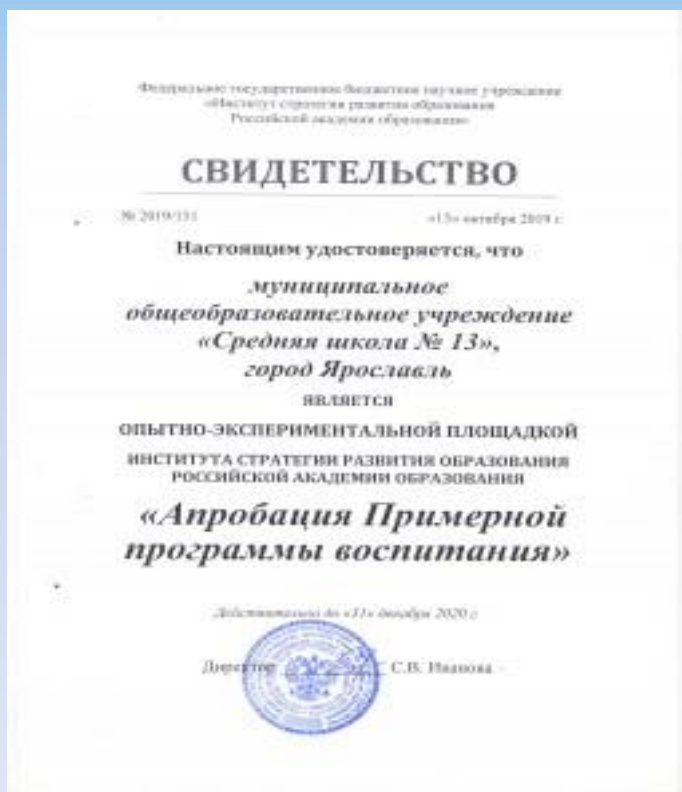 Федеральное государственное бюджетное научное учреждение
«Институт стратегии развития образования
Российской академии образования»
СВИДЕТЕЛЬСТВО
№ 2019/151 «15» октября 2019 г.
Настоящим удостоверяется, что
муниципальное
общеобразовательное учреждение
«Средняя школа № 13»,
город Ярославль
ЯВЛЯЕТСЯ
ОПЫТНО-ЭКСПЕРИМЕНТАЛЬНОЙ ПЛОЩАДКОЙ
ИНСТИТУТА СТРАТЕГИИ РАЗВИТИЯ ОБРАЗОВАНИЯ
РОССИЙСКОЙ АКАДЕМИИ ОБРАЗОВАНИЯ
«Апробация Примерной
программы воспитания»
Действительно до «31» декабря 2020 г.
Директор С.В. Иванова